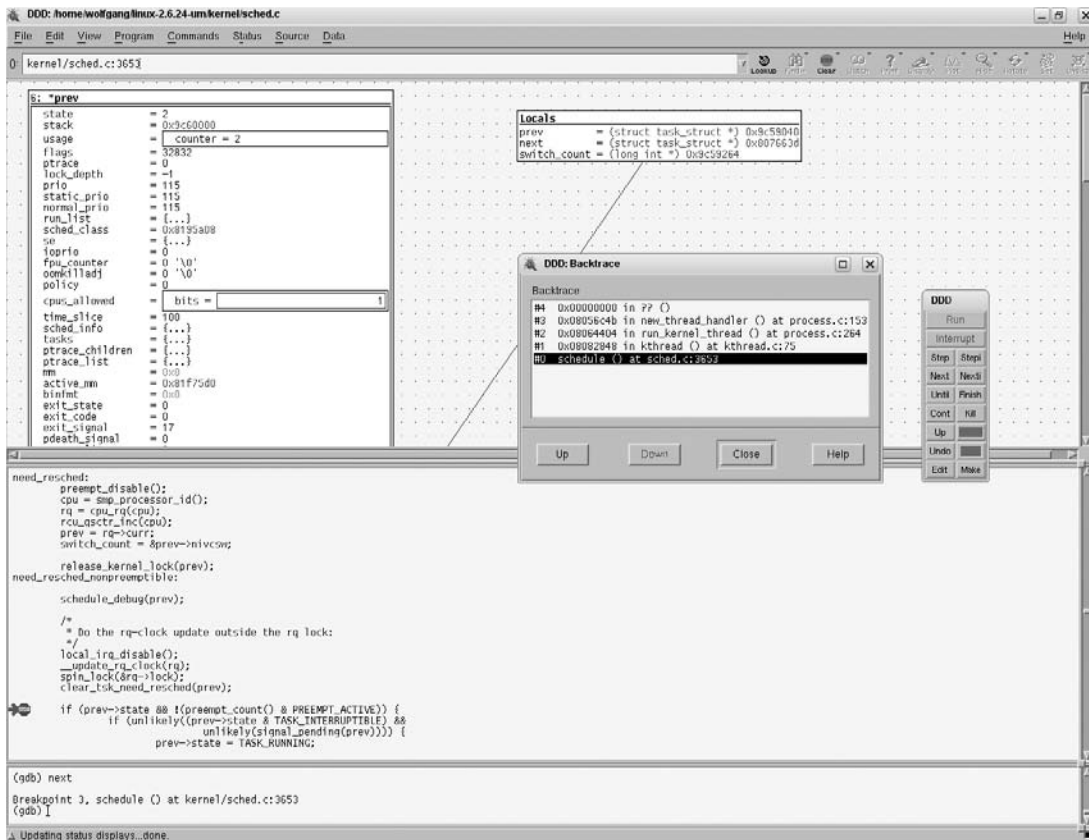 DDD: /home/wolfgang/linux-2.6.24-um/kernel/sched.c
File Edit View Program Commands Status Source Data Help
0: kernel/sched.c:3653
Lookup Clear
6: *prev
state = 2
stack = 0x9c60000
usage = counter = 2
flags = 32832
ptrace = 0
lock_depth = -1
prio = 115
static_prio = 115
normal_prio = 115
run_list = {...}
sched_class = 0x8195a08
se = {...}
ioprio = 0
fpu_counter = 0 '\0'
oomkilladj = 0 '\0'
policy = 0
cpus_allowed = bits = 1
time_slice = 100
sched_info = {...}
tasks = {...}
ptrace_children = {...}
ptrace_list = {...}
mm = 0x0
active_mm = 0x81f75d0
binfmt = 0x0
exit_state = 0
exit_code = 0
exit_signal = 17
pdeath_signal = 0
Locals
prev = (struct task_struct *) 0x9c59040
next = (struct task_struct *) 0x807663d
switch_count = (long int *) 0x9c59264
DDD: Backtrace
Backtrace
#4 0x00000000 in ?? ()
#3 0x08056c4b in new_thread_handler () at process.c:153
#2 0x08064404 in run_kernel_thread () at process.c:264
#1 0x08082848 in kthread () at kthread.c:75
#0 schedule () at sched.c:3653
Up Down Close Help
DDD
Run
Interrupt
Step Stepi
Next Nexti
Until Finish
Cont Kill
Up
Undo
Edit Make
need_resched:
preempt_disable();
cpu = smp_processor_id();
rq = cpu_rq(cpu);
rcu_qsctr_inc(cpu);
prev = rq->curr;
switch_count = &prev->nivcsw;
release_kernel_lock(prev);
need_resched_nonpreemptible:
schedule_debug(prev);
/*
* Do the rq-clock update outside the rq lock:
*/
local_irq_disable();
__update_rq_clock(rq);
spin_lock(&rq->lock);
clear_tsk_need_resched(prev);
if (prev->state && !(preempt_count() & PREEMPT_ACTIVE)) {
if (unlikely((prev->state & TASK_INTERRUPTIBLE) &&
unlikely(signal_pending(prev)))) {
prev->state = TASK_RUNNING;
(gdb) next
Breakpoint 3, schedule () at kernel/sched.c:3653
(gdb)
Updating status displays...done.